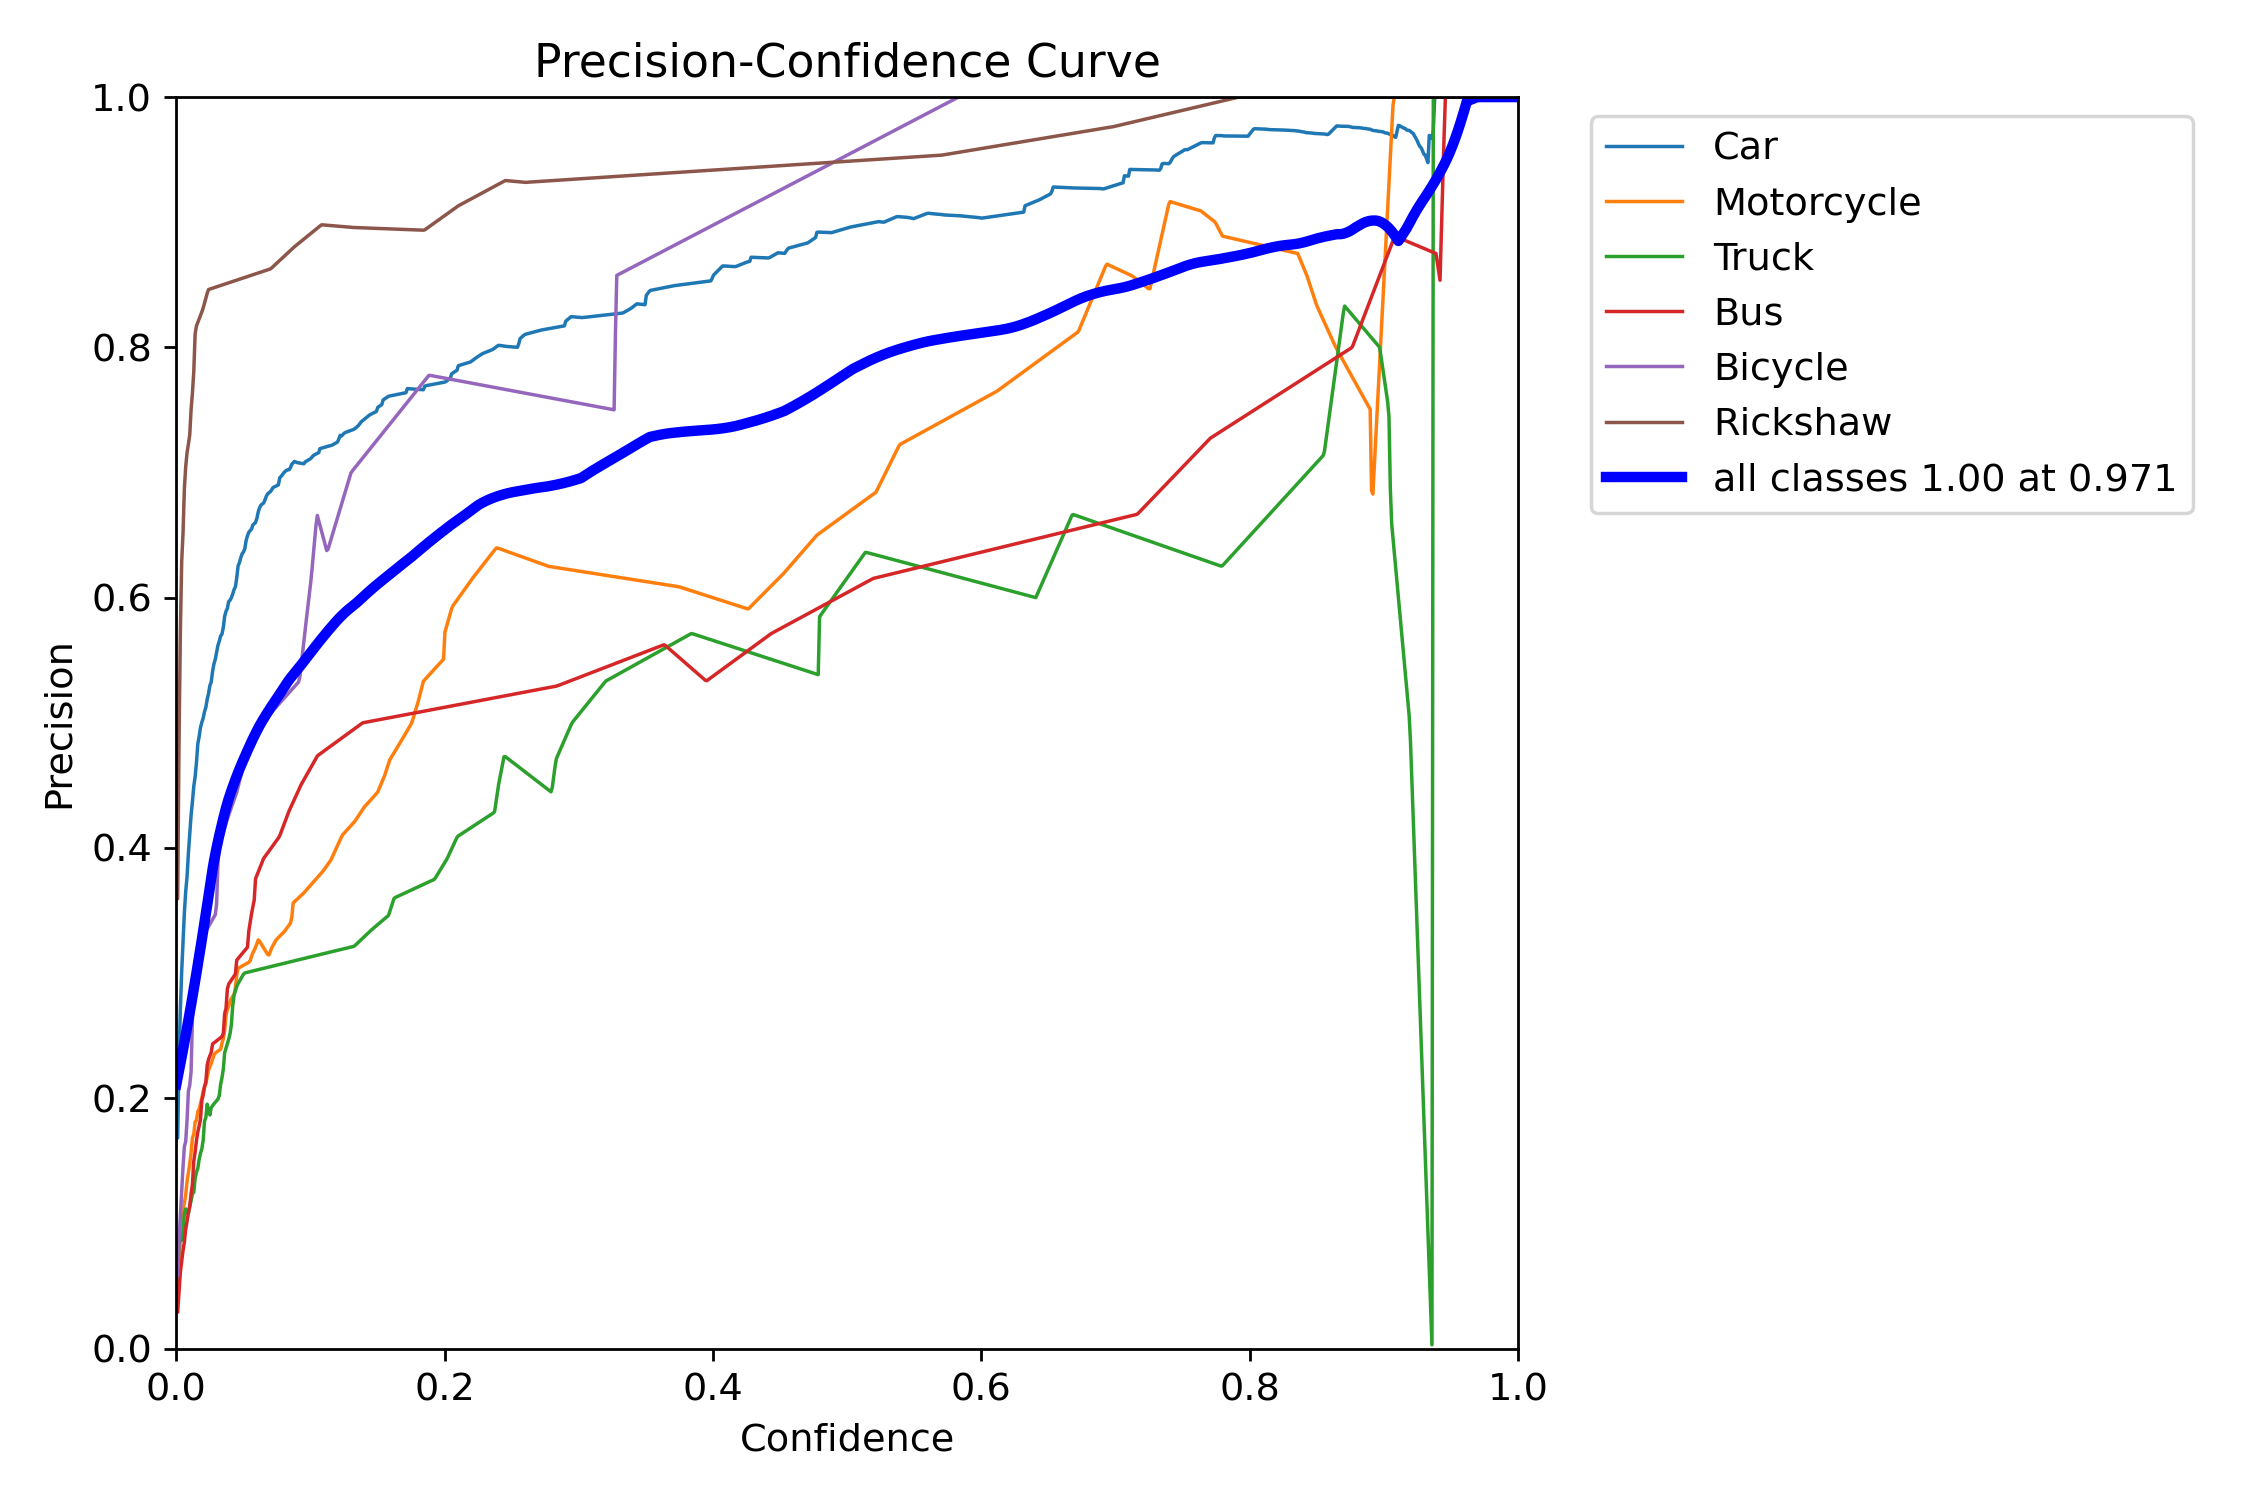 Precision-Confidence Curve
1.0
0.8
0.6
0.4
0.2
0.0
Precision
0.0 0.2 0.4 0.6 0.8 1.0
Confidence
Car
Motorcycle
Truck
Bus
Bicycle
Rickshaw
all classes 1.00 at 0.971